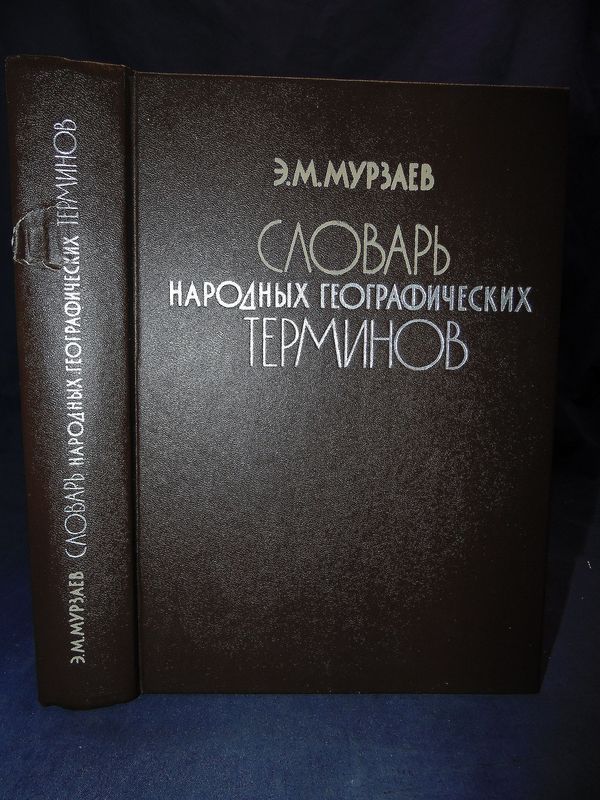 Э.М.МУРЗАЕВ
СЛОВАРЬ
НАРОДНЫХ ГЕОГРАФИЧЕСКИХ
ТЕРМИНОВ
Э.М.МУРЗАЕВ СЛОВАРЬ НАРОДНЫХ ГЕОГРАФИЧЕСКИХ ТЕРМИНОВ